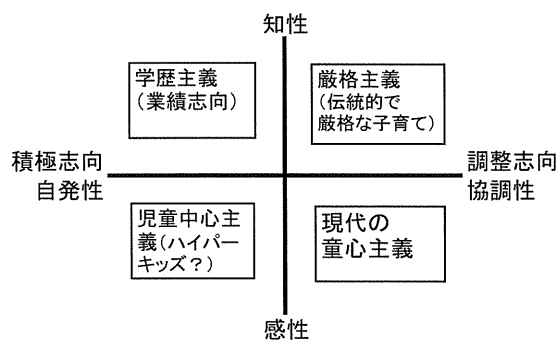 知性
学歴主義
（業績志向）
厳格主義
（伝統的で
厳格な子育て）
積極志向
自発性
調整志向
協調性
児童中心主
義（ハイパー
キッズ？）
現代の
童心主義
感性